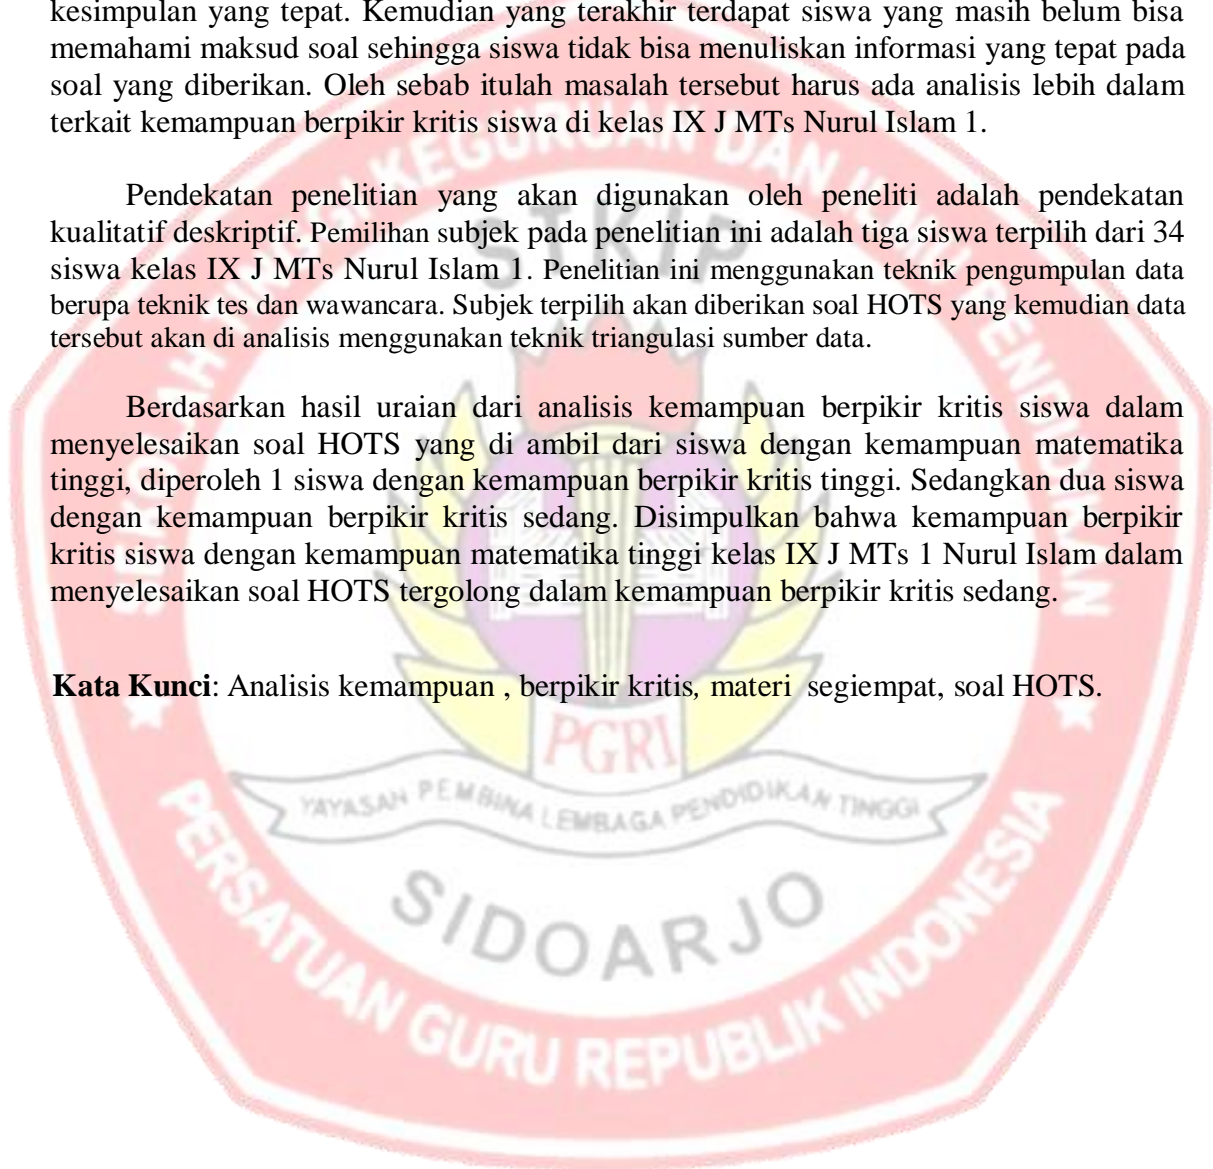 kesimpulan yang tepat. Kemudian yang terakhir terdapat siswa yang masih belum bisa
memahami maksud soal sehingga siswa tidak bisa menuliskan informasi yang tepat pada
soal yang diberikan. Oleh sebab itulah masalah tersebut harus ada analisis lebih dalam
terkait kemampuan berpikir kritis siswa di kelas IX J MTs Nurul Islam 1.
Pendekatan penelitian yang akan digunakan oleh peneliti adalah pendekatan
kualitatif deskriptif. Pemilihan subjek pada penelitian ini adalah tiga siswa terpilih dari 34
siswa kelas IX J MTs Nurul Islam 1. Penelitian ini menggunakan teknik pengumpulan data
berupa teknik tes dan wawancara. Subjek terpilih akan diberikan soal HOTS yang kemudian data
tersebut akan di analisis menggunakan teknik triangulasi sumber data.
Berdasarkan hasil uraian dari analisis kemampuan berpikir kritis siswa dalam
menyelesaikan soal HOTS yang di ambil dari siswa dengan kemampuan matematika
tinggi, diperoleh 1 siswa dengan kemampuan berpikir kritis tinggi. Sedangkan dua siswa
dengan kemampuan berpikir kritis sedang. Disimpulkan bahwa kemampuan berpikir
kritis siswa dengan kemampuan matematika tinggi kelas IX J MTs 1 Nurul Islam dalam
menyelesaikan soal HOTS tergolong dalam kemampuan berpikir kritis sedang.
Kata Kunci: Analisis kemampuan , berpikir kritis, materi segiempat, soal HOTS.
SEKOLAH TINGGI KEGURUAN DAN ILMU PENDIDIKAN
STKIP
PGRI
YAYASAN PEMBINA LEMBAGA PENDIDIKAN TINGGI
SIDOARJO
PERSATUAN GURU REPUBLIK INDONESIA